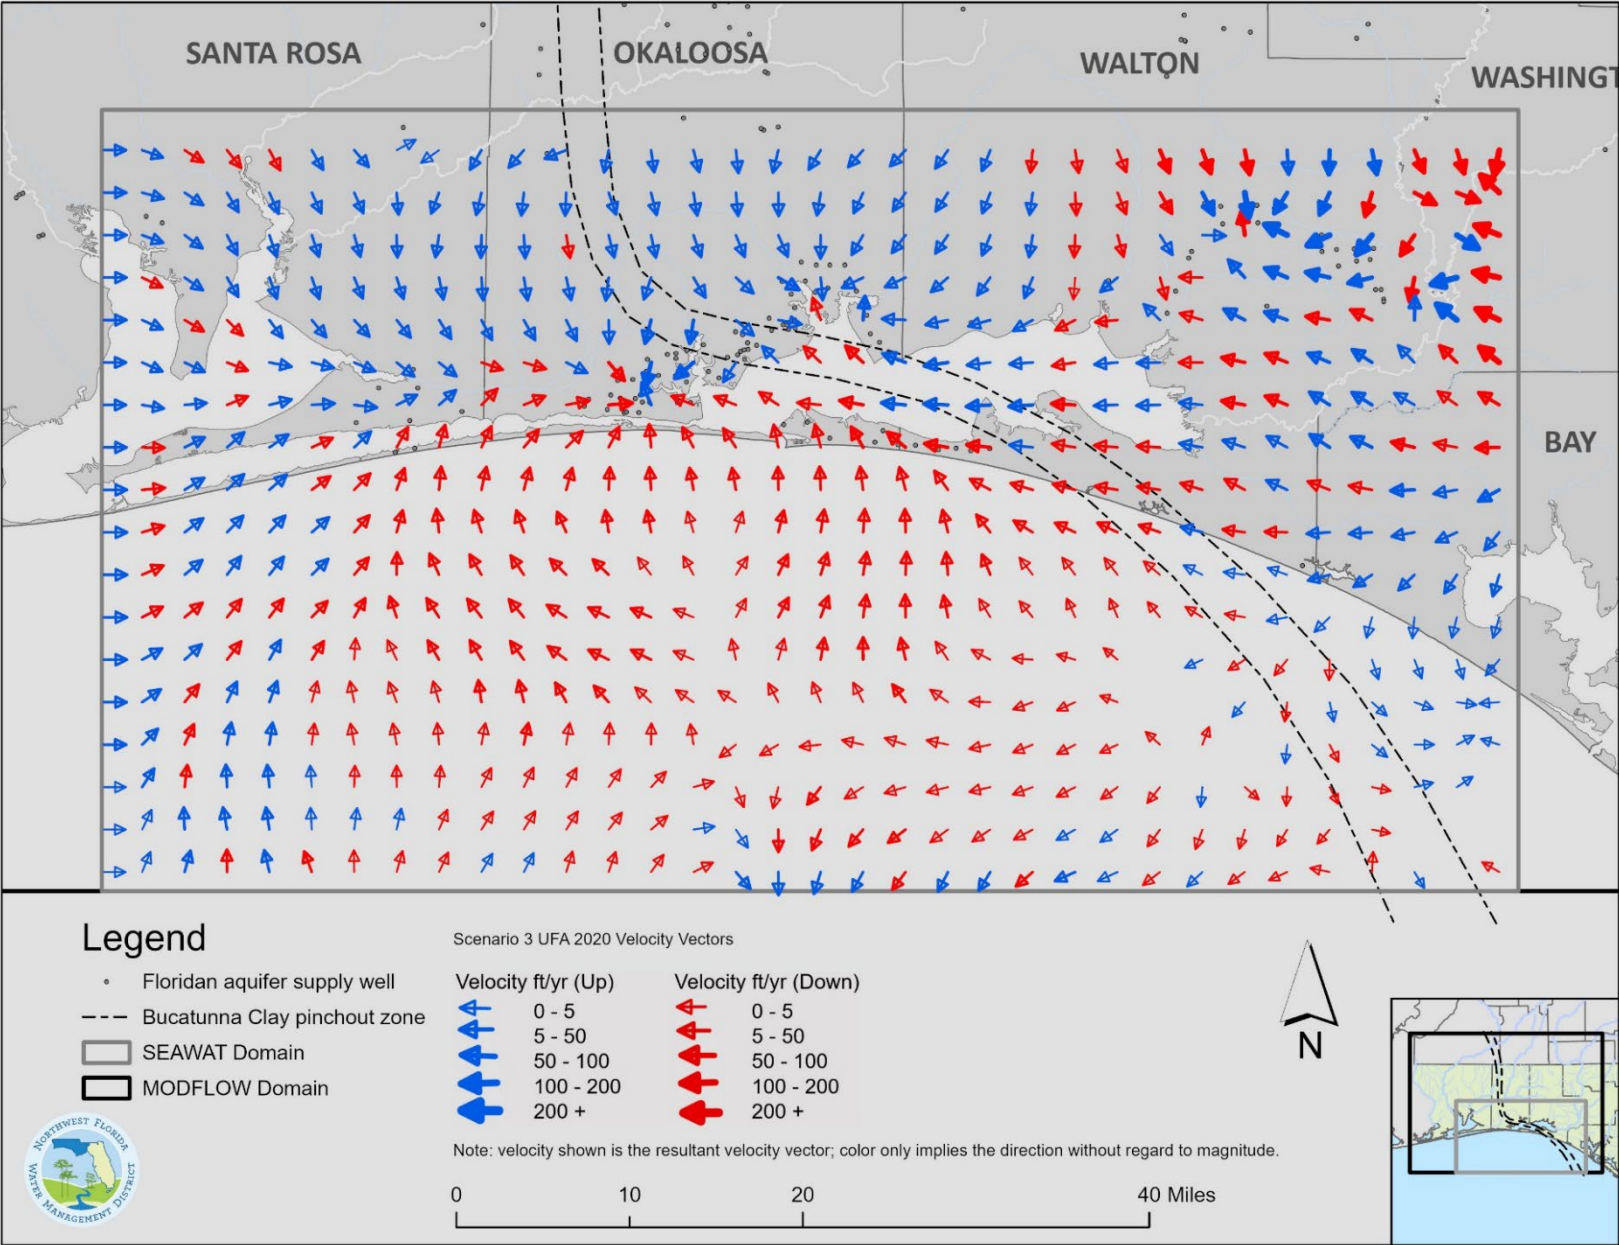 SANTA ROSA
OKALOOSA
WALTON
WASHINGT
BAY
Legend
Floridan aquifer supply well
Bucatunna Clay pinchout zone
SEAWAT Domain
MODFLOW Domain
Scenario 3 UFA 2020 Velocity Vectors
Velocity ft/yr (Up)
0 - 5
5 - 50
50 - 100
100 - 200
200 +
Velocity ft/yr (Down)
0 - 5
5 - 50
50 - 100
100 - 200
200 +
Note: velocity shown is the resultant velocity vector; color only implies the direction without regard to magnitude.
0 10 20 40 Miles
N
NORTHWEST FLORIDA
WATER MANAGEMENT DISTRICT